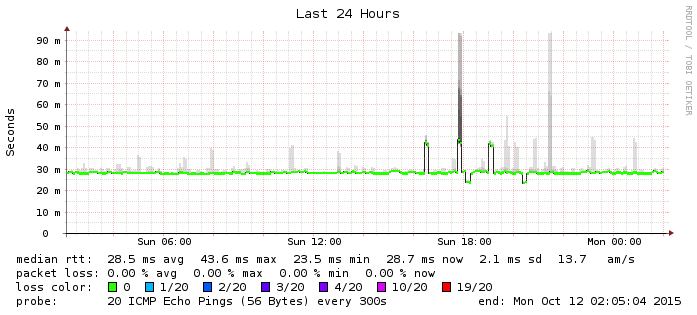 Last 24 Hours
RRDTOOL / TOBI OETIKER
Seconds
90 m
80 m
70 m
60 m
50 m
40 m
30 m
20 m
10 m
0
Sun 06:00 Sun 12:00 Sun 18:00 Mon 00:00
median rtt: 28.5 ms avg 43.6 ms max 23.5 ms min 28.7 ms now 2.1 ms sd 13.7 am/s
packet loss: 0.00 % avg 0.00 % max 0.00 % min 0.00 % now
loss color: 0 1/20 2/20 3/20 4/20 10/20 19/20
probe: 20 ICMP Echo Pings (56 Bytes) every 300s end: Mon Oct 12 02:05:04 2015